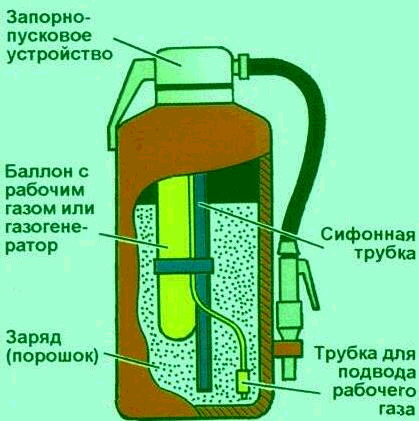 Запорно-
пусковое
устройство
Баллон с
рабочим
газом или
газогене-
ратор
Сифонная
трубка
Заряд
(порошок)
Трубка для
подвода
рабочего
газа